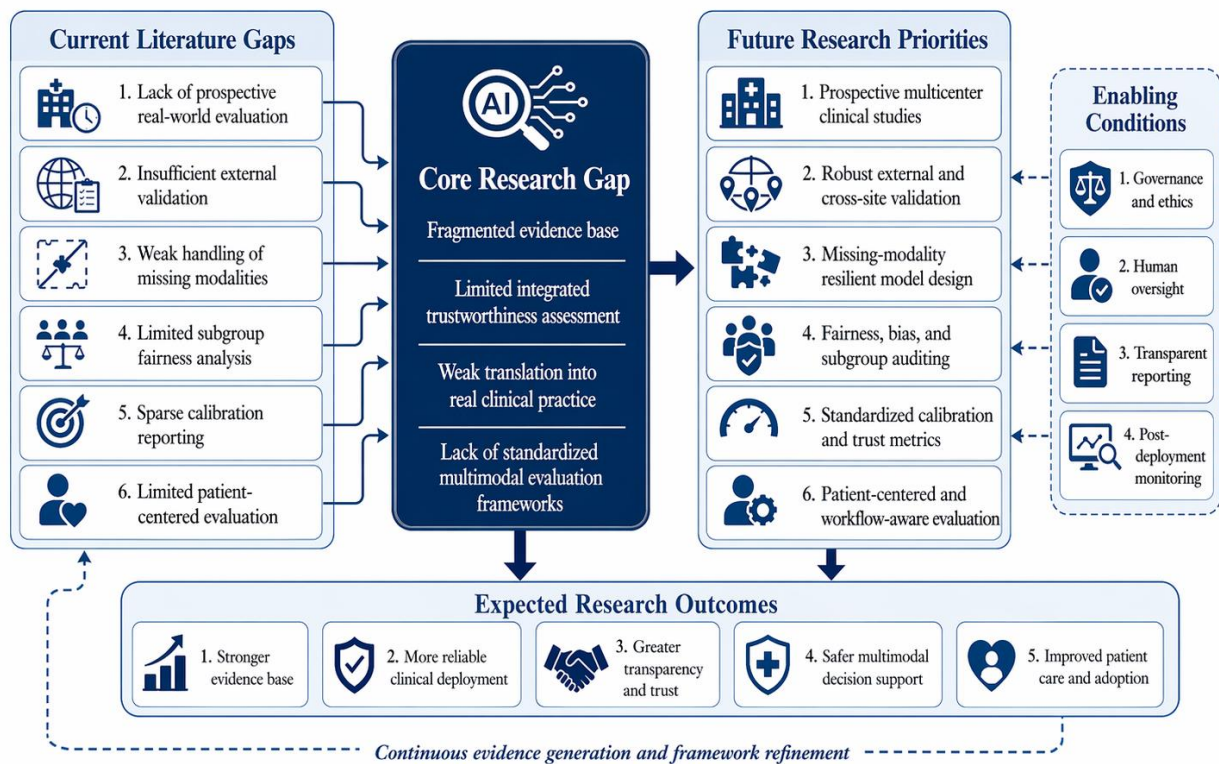 Current Literature Gaps
1. Lack of prospective
real-world evaluation
2. Insufficient external
validation
3. Weak handling of
missing modalities
4. Limited subgroup
fairness analysis
5. Sparse calibration
reporting
6. Limited patient-
centered evaluation
AI
Core Research Gap
Fragmented evidence base
Limited integrated
trustworthiness assessment
Weak translation into
real clinical practice
Lack of standardized
multimodal evaluation
frameworks
Future Research Priorities
1. Prospective multicenter
clinical studies
2. Robust external and
cross-site validation
3. Missing-modality
resilient model design
4. Fairness, bias, and
subgroup auditing
5. Standardized calibration
and trust metrics
6. Patient-centered and
workflow-aware evaluation
Enabling
Conditions
1. Governance
and ethics
2. Human
oversight
3. Transparent
reporting
4. Post-
deployment
monitoring
Expected Research Outcomes
1. Stronger
evidence base
2. More reliable
clinical deployment
3. Greater
transparency
and trust
4. Safer multimodal
decision support
5. Improved patient
care and adoption
Continuous evidence generation and framework refinement